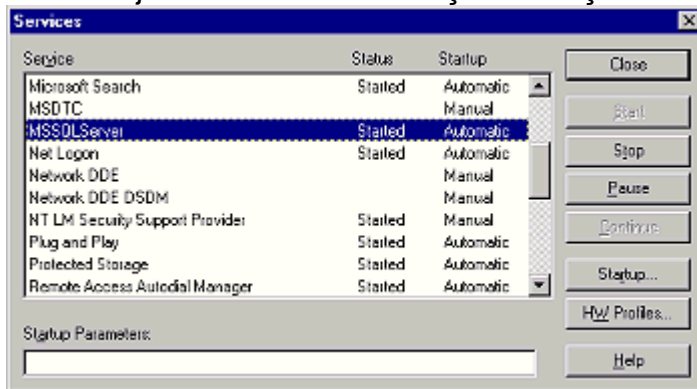 Services
Service Status Startup
Microsoft Search Started Automatic
MSDTC Manual
MSSQLServer Started Automatic
Net Logon Started Automatic
Network DDE Manual
Network DDE DSDM Manual
NT LM Security Support Provider Started Manual
Plug and Play Started Automatic
Protected Storage Started Automatic
Remote Access Autodial Manager Started Automatic
Startup Parameters:
Close
Start
Stop
Pause
Continue
Startup...
HW Profiles...
Help